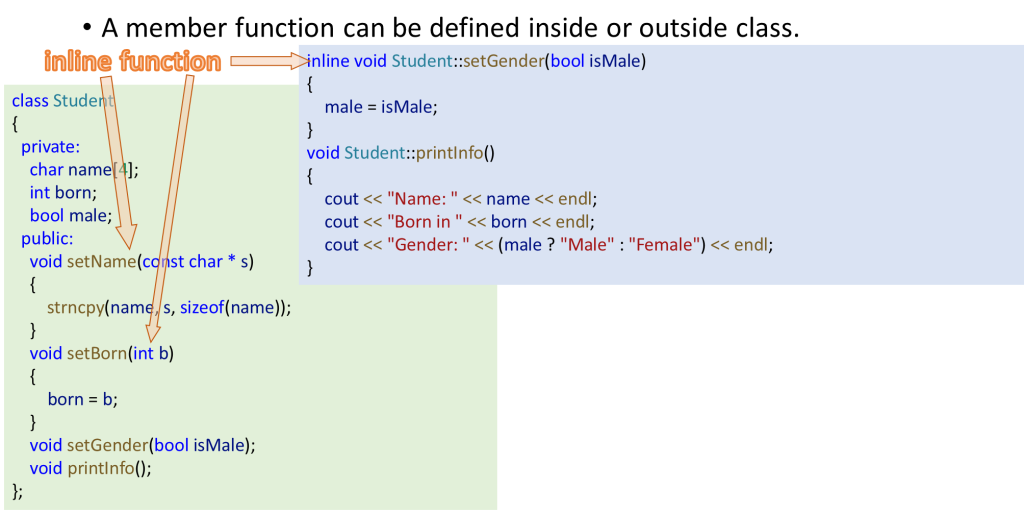 • A member function can be defined inside or outside class.
inline function
class Student
{
private:
char name[4];
int born;
bool male;
public:
void setName(const char * s)
{
strncpy(name, s, sizeof(name));
}
void setBorn(int b)
{
born = b;
}
void setGender(bool isMale);
void printInfo();
};
inline void Student::setGender(bool isMale)
{
male = isMale;
}
void Student::printInfo()
{
cout << "Name: " << name << endl;
cout << "Born in " << born << endl;
cout << "Gender: " << (male ? "Male" : "Female") << endl;
}